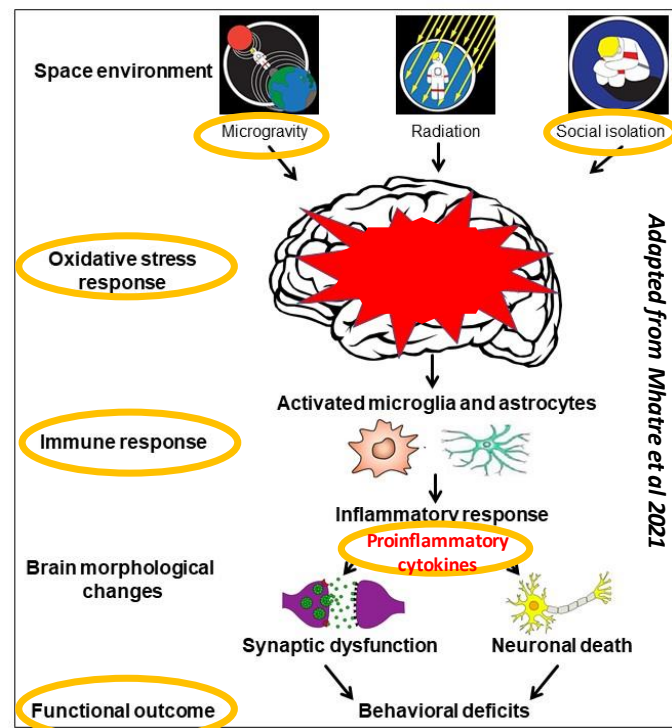 Space environment
Microgravity
Radiation
Social isolation
Oxidative stress
response
Adapted from Mhatre et al 2021
Activated microglia and astrocytes
Immune response
Inflammatory response
Proinflammatory
cytokines
Brain morphological
changes
Synaptic dysfunction
Neuronal death
Functional outcome
Behavioral deficits